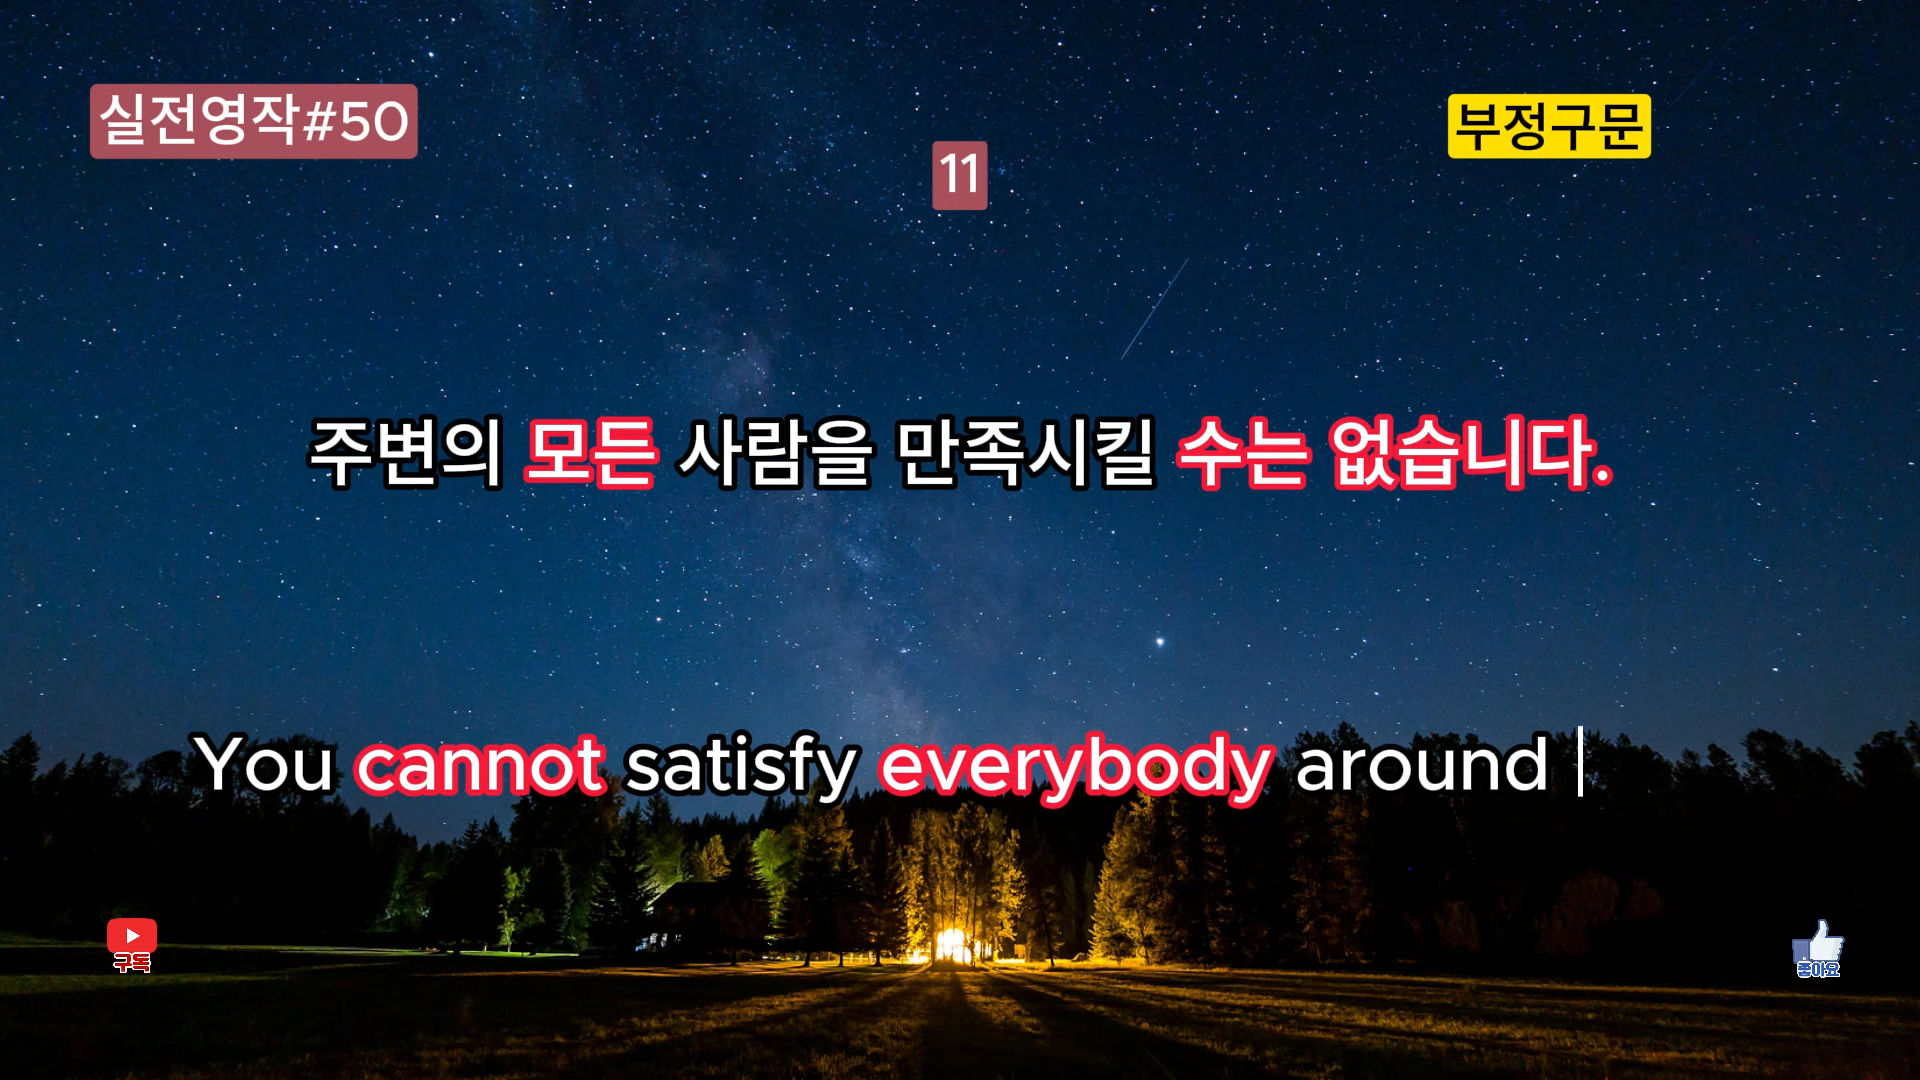 실전영작#50
부정구문
11
주변의 모든 사람을 만족시킬 수는 없습니다.
You cannot satisfy everybody around
구독
좋아요